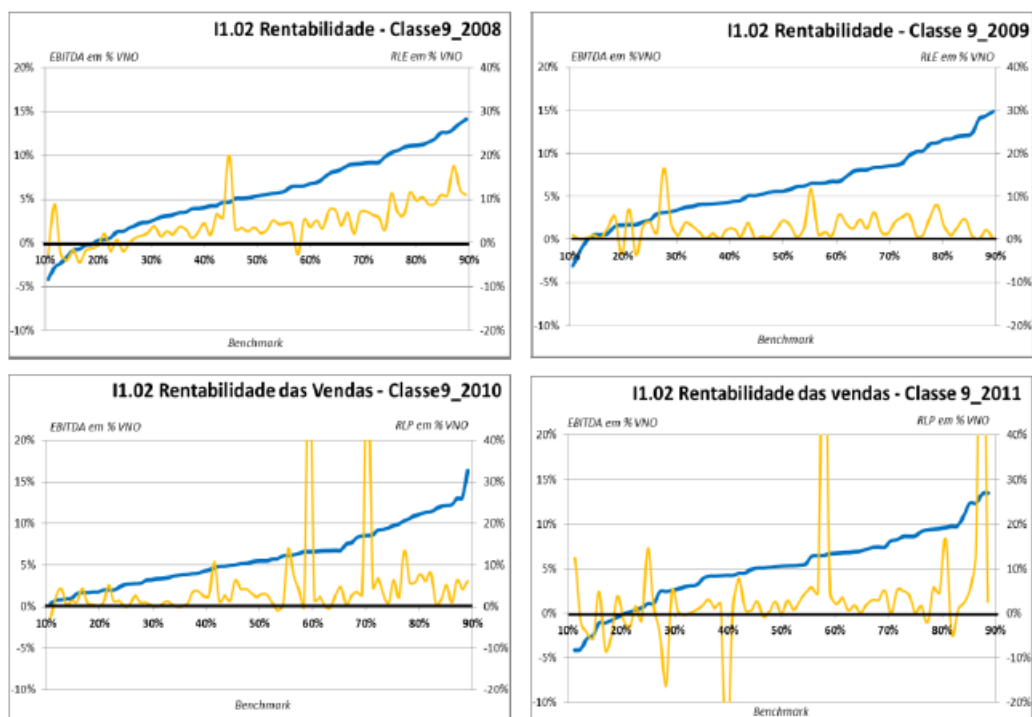 I1.02 Rentabilidade - Classe9_2008
EBITDA em % VNO RLE em % VNO
20% 40%
15% 30%
10% 20%
5% 10%
0% 0%
10% 20% 30% 40% 50% 60% 70% 80% 90%
-5% -10%
-10% -20%
Benchmark
I1.02 Rentabilidade - Classe 9_2009
EBITDA em %VNO RLE em % VNO
20% 40%
15% 30%
10% 20%
5% 10%
0% 0%
10% 20% 30% 40% 50% 60% 70% 80% 90%
-5% -10%
-10% -20%
Benchmark
I1.02 Rentabilidade das Vendas - Classe9_2010
EBITDA em % VNO RLP em % VNO
20% 40%
15% 30%
10% 20%
5% 10%
0% 0%
10% 20% 30% 40% 50% 60% 70% 80% 90%
-5% -10%
-10% -20%
Benchmark
I1.02 Rentabilidade das vendas - Classe 9_2011
EBITDA em % VNO RLP em % VNO
20% 40%
15% 30%
10% 20%
5% 10%
0% 0%
10% 20% 30% 40% 50% 60% 70% 80% 90%
-5% -10%
-10% -20%
Benchmark